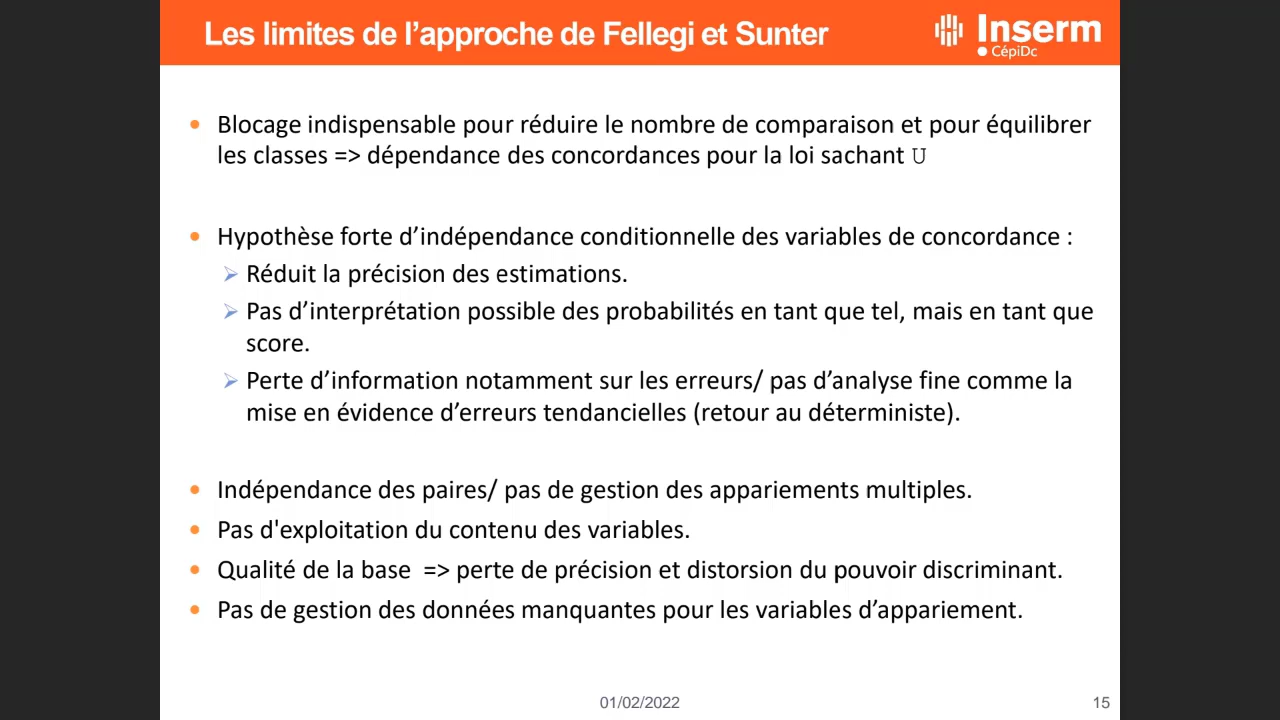 Les limites de l’approche de Fellegi et Sunter
Inserm
CépiDc
Blocage indispensable pour réduire le nombre de comparaison et pour équilibrer
les classes => dépendance des concordances pour la loi sachant U
Hypothèse forte d’indépendance conditionnelle des variables de concordance :
Réduit la précision des estimations.
Pas d’interprétation possible des probabilités en tant que tel, mais en tant que
score.
Perte d’information notamment sur les erreurs/ pas d’analyse fine comme la
mise en évidence d’erreurs tendancielles (retour au déterministe).
Indépendance des paires/ pas de gestion des appariements multiples.
Pas d'exploitation du contenu des variables.
Qualité de la base => perte de précision et distorsion du pouvoir discriminant.
Pas de gestion des données manquantes pour les variables d’appariement.
01/02/2022
15